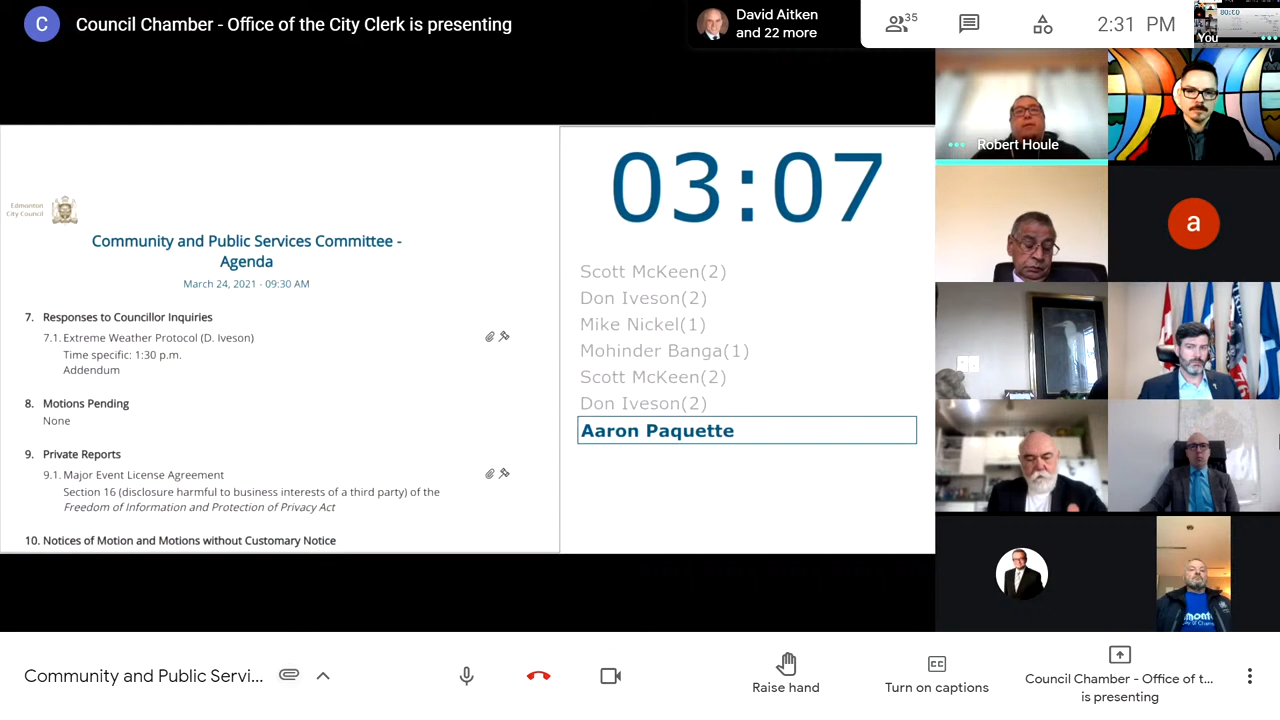 C
Council Chamber - Office of the City Clerk is presenting
David Aitken
and 22 more
35
2:31 PM
You
Robert Houle
a
Edmonton
City Council
Community and Public Services Committee -
Agenda
March 24, 2021 - 09:30 AM
7. Responses to Councillor Inquiries
7.1. Extreme Weather Protocol (D. Iveson)
Time specific: 1:30 p.m.
Addendum
8. Motions Pending
None
9. Private Reports
9.1. Major Event License Agreement
Section 16 (disclosure harmful to business interests of a third party) of the
Freedom of Information and Protection of Privacy Act
10. Notices of Motion and Motions without Customary Notice
03:07
Scott McKeen(2)
Don Iveson(2)
Mike Nickel(1)
Mohinder Banga(1)
Scott McKeen(2)
Don Iveson(2)
Aaron Paquette
Community and Public Servi...
Raise hand
CC
Turn on captions
Council Chamber - Office of t...
is presenting